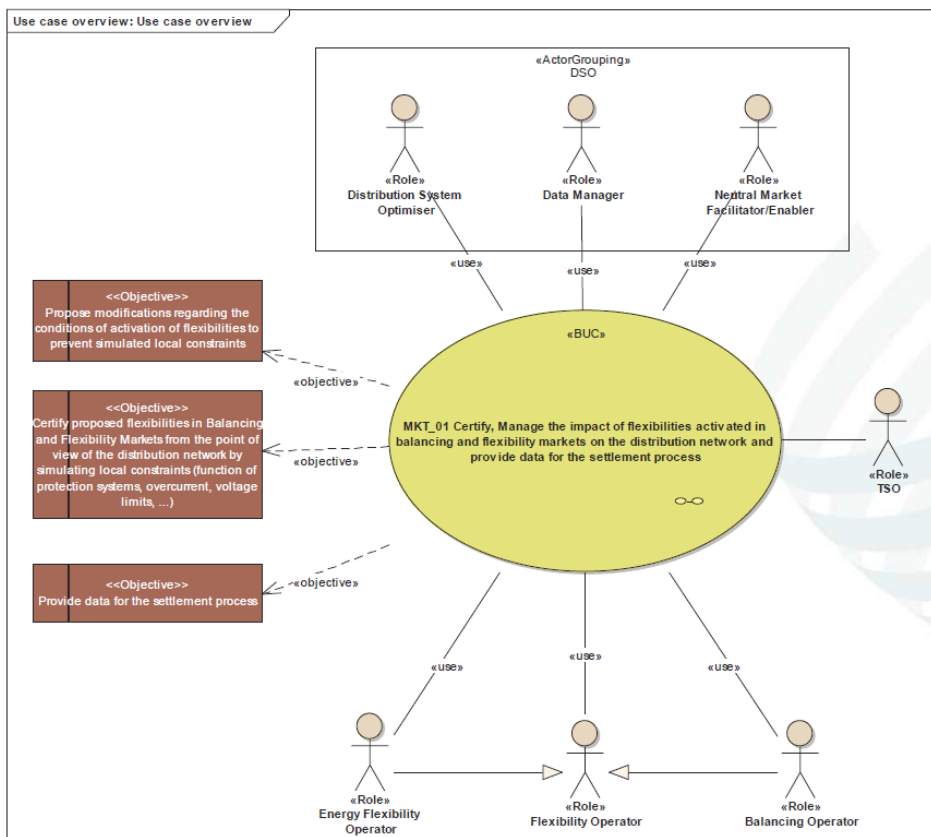 Use case overview: Use case overview
«ActorGrouping»
DSO
«Role»
Distribution System
Optimiser
«Role»
Data Manager
«Role»
Neutral Market
Facilitator/Enabler
«use»
«use»
«use»
<<Objective>>
Propose modifications regarding the
conditions of activation of flexibilities to
prevent simulated local constraints
«objective»
<<Objective>>
Certify proposed flexibilities in Balancing
and Flexibility Markets from the point of
view of the distribution network by
simulating local constraints (function of
protection systems, overcurrent, voltage
limits, ...)
«objective»
<<Objective>>
Provide data for the settlement process
«objective»
«BUC»
MKT_01 Certify, Manage the impact of flexibilities activated in
balancing and flexibility markets on the distribution network and
provide data for the settlement process
«Role»
TSO
«use»
«use»
«use»
«Role»
Energy Flexibility
Operator
«Role»
Flexibility Operator
«Role»
Balancing Operator